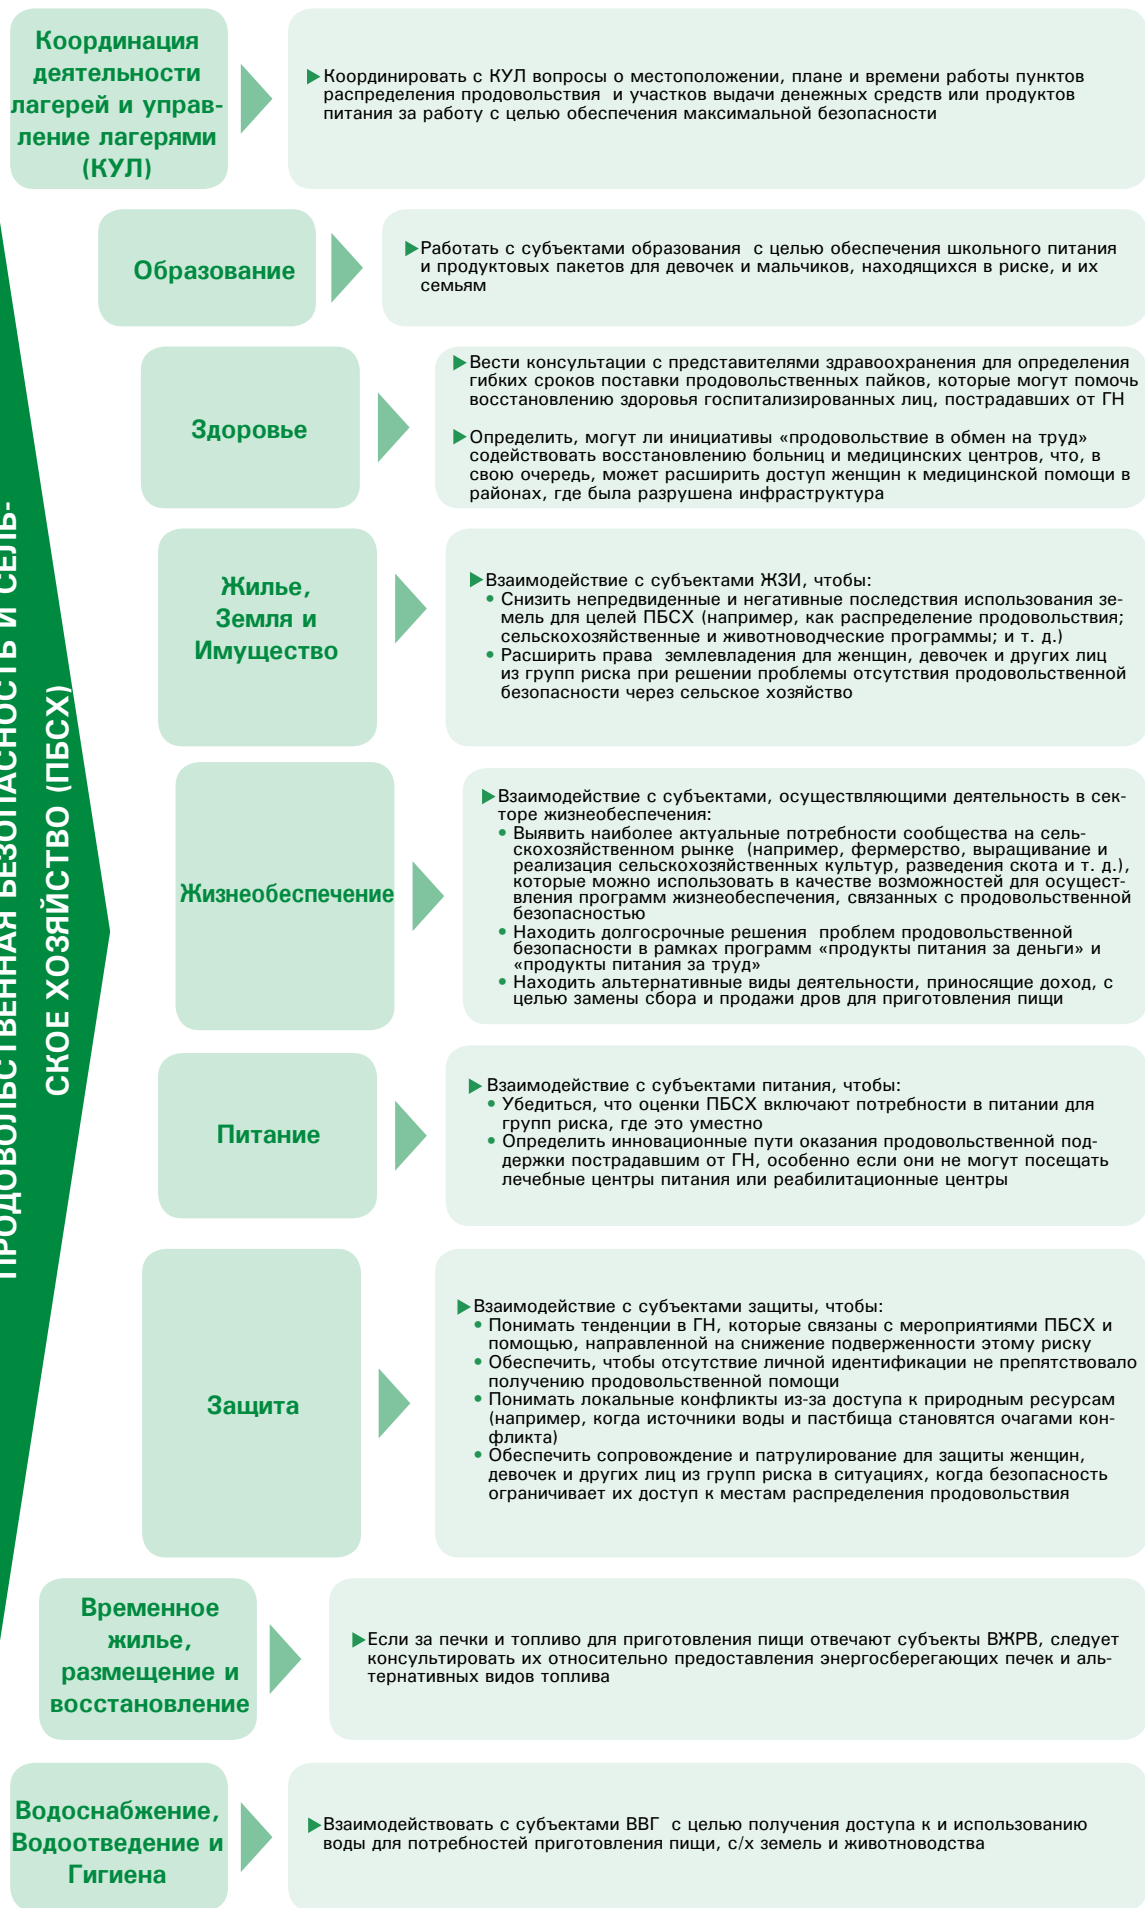 Координация
деятельности
лагерей и управ-
ление лагерями
(КУЛ)
Координировать с КУЛ вопросы о местоположении, плане и времени работы пунктов
распределения продовольствия и участков выдачи денежных средств или продуктов
питания за работу с целью обеспечения максимальной безопасности
ПРОДОВОЛЬСТВЕННАЯ БЕЗОПАСНОСТЬ И СЕЛЬ-
СКОЕ ХОЗЯЙСТВО (ПБСХ)
Образование
Работать с субъектами образования с целью обеспечения школьного питания
и продуктовых пакетов для девочек и мальчиков, находящихся в риске, и их
семьям
Здоровье
Вести консультации с представителями здравоохранения для определения
гибких сроков поставки продовольственных пайков, которые могут помочь
восстановлению здоровья госпитализированных лиц, пострадавших от ГН
Определить, могут ли инициативы «продовольствие в обмен на труд»
содействовать восстановлению больниц и медицинских центров, что, в
свою очередь, может расширить доступ женщин к медицинской помощи в
районах, где была разрушена инфраструктура
Жилье,
Земля и
Имущество
Взаимодействие с субъектами ЖЗИ, чтобы:
• Снизить непредвиденные и негативные последствия использования зе-
мель для целей ПБСХ (например, как распределение продовольствия;
сельскохозяйственные и животноводческие программы; и т. д.)
• Расширить права землевладения для женщин, девочек и других лиц
из групп риска при решении проблемы отсутствия продовольственной
безопасности через сельское хозяйство
Жизнеобеспечение
Взаимодействие с субъектами, осуществляющими деятельность в сек-
торе жизнеобеспечения:
• Выявить наиболее актуальные потребности сообщества на сель-
скохозяйственном рынке (например, фермерство, выращивание и
реализация сельскохозяйственных культур, разведения скота и т. д.),
которые можно использовать в качестве возможностей для осущест-
вления программ жизнеобеспечения, связанных с продовольственной
безопасностью
• Находить долгосрочные решения проблем продовольственной
безопасности в рамках программ «продукты питания за деньги» и
«продукты питания за труд»
• Находить альтернативные виды деятельности, приносящие доход, с
целью замены сбора и продажи дров для приготовления пищи
Питание
Взаимодействие с субъектами питания, чтобы:
• Убедиться, что оценки ПБСХ включают потребности в питании для
групп риска, где это уместно
• Определить инновационные пути оказания продовольственной под-
держки пострадавшим от ГН, особенно если они не могут посещать
лечебные центры питания или реабилитационные центры
Защита
Взаимодействие с субъектами защиты, чтобы:
• Понимать тенденции в ГН, которые связаны с мероприятиями ПБСХ и
помощью, направленной на снижение подверженности этому риску
• Обеспечить, чтобы отсутствие личной идентификации не препятствовало
получению продовольственной помощи
• Понимать локальные конфликты из-за доступа к природным ресурсам
(например, когда источники воды и пастбища становятся очагами кон-
фликта)
• Обеспечить сопровождение и патрулирование для защиты женщин,
девочек и других лиц из групп риска в ситуациях, когда безопасность
ограничивает их доступ к местам распределения продовольствия
Временное
жилье,
размещение и
восстановление
Если за печки и топливо для приготовления пищи отвечают субъекты ВЖРВ, следует
консультировать их относительно предоставления энергосберегающих печек и аль-
тернативных видов топлива
Водоснабжение,
Водоотведение и
Гигиена
Взаимодействовать с субъектами ВВГ с целью получения доступа к и использованию
воды для потребностей приготовления пищи, с/х земель и животноводства